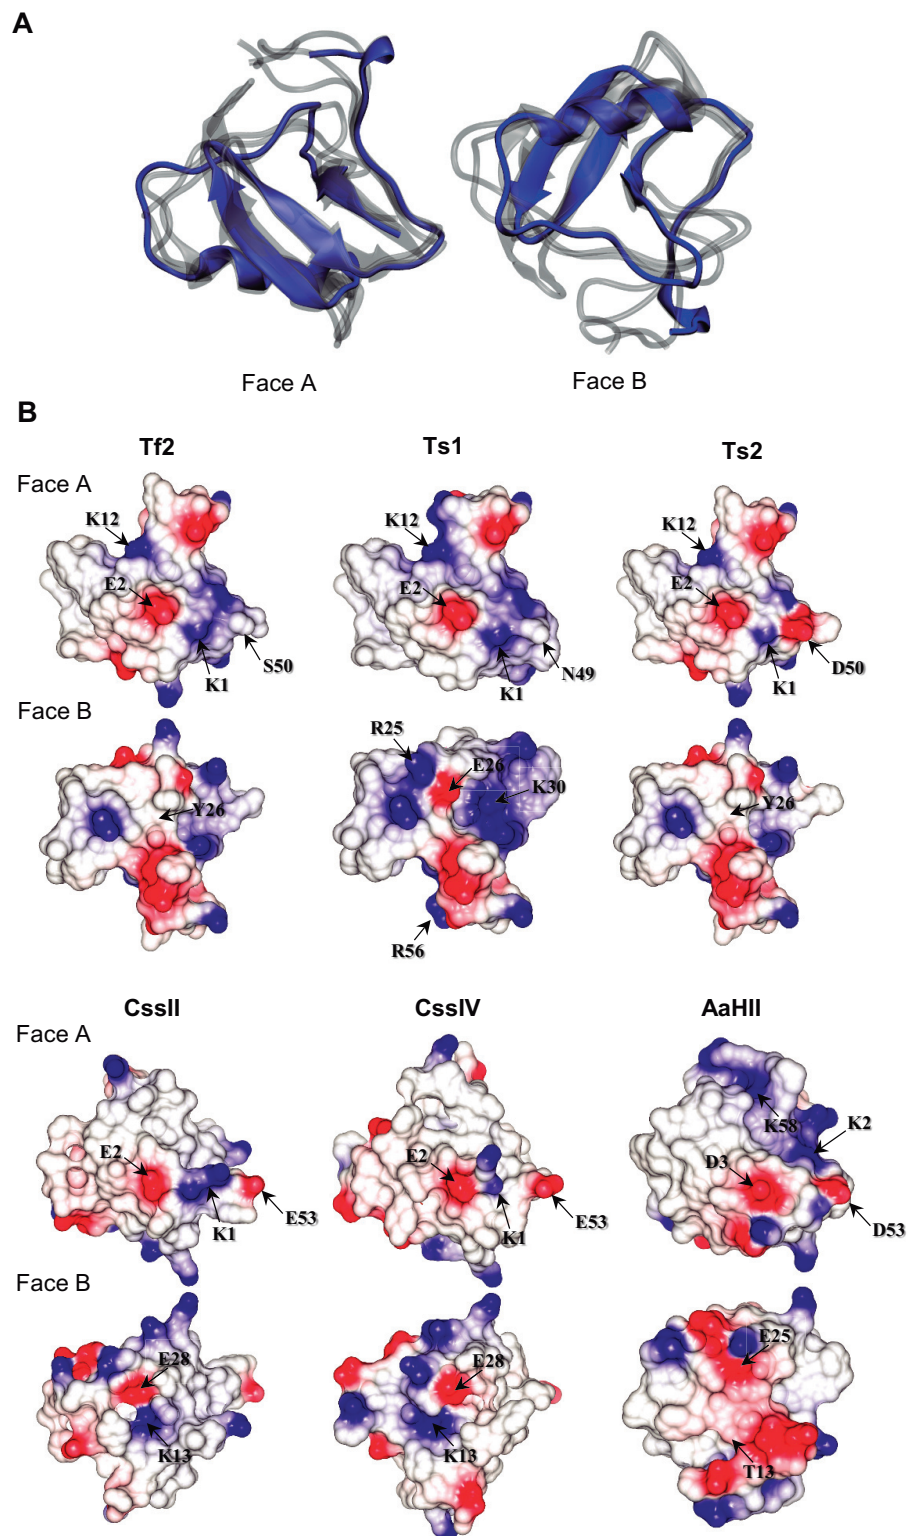 A
Face A Face B
B
Tf2 Ts1 Ts2
Face A
K12 K12 K12
E2 E2 E2
S50 N49 D50
K1 K1 K1
Face B
R25
E26
K30
Y26 Y26
R56
CssII CssIV AaHII
Face A
K58 K2
E2 E2 D3
E53 E53 D53
K1 K1
Face B
E28 E28 E25
K13 K13 T13